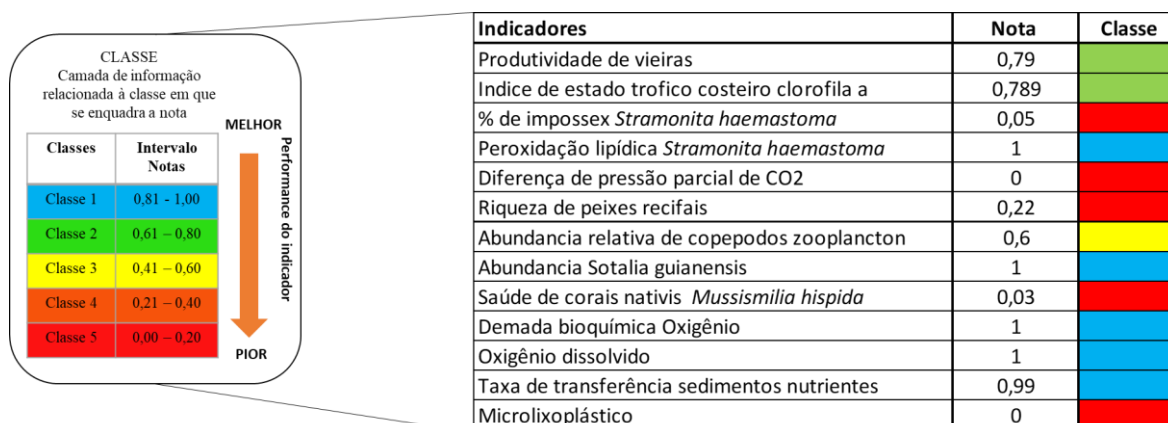 CLASSE
Camada de informação
relacionada à classe em que
se enquadra a nota
Classes Intervalo Notas
Classe 1 0,81 - 1,00
Classe 2 0,61 – 0,80
Classe 3 0,41 – 0,60
Classe 4 0,21 – 0,40
Classe 5 0,00 – 0,20
MELHOR
Performance do indicador
PIOR
Indicadores Nota Classe
Produtividade de vieiras 0,79
Indice de estado trofico costeiro clorofila a 0,789
% de impossex Stramonita haemastoma 0,05
Peroxidação lipídica Stramonita haemastoma 1
Diferença de pressão parcial de CO2 0
Riqueza de peixes recifais 0,22
Abundancia relativa de copepodos zooplancton 0,6
Abundancia Sotalia guianensis 1
Saúde de corais nativis Mussismilia hispida 0,03
Demada bioquímica Oxigênio 1
Oxigênio dissolvido 1
Taxa de transferência sedimentos nutrientes 0,99
Microlixoplástico 0